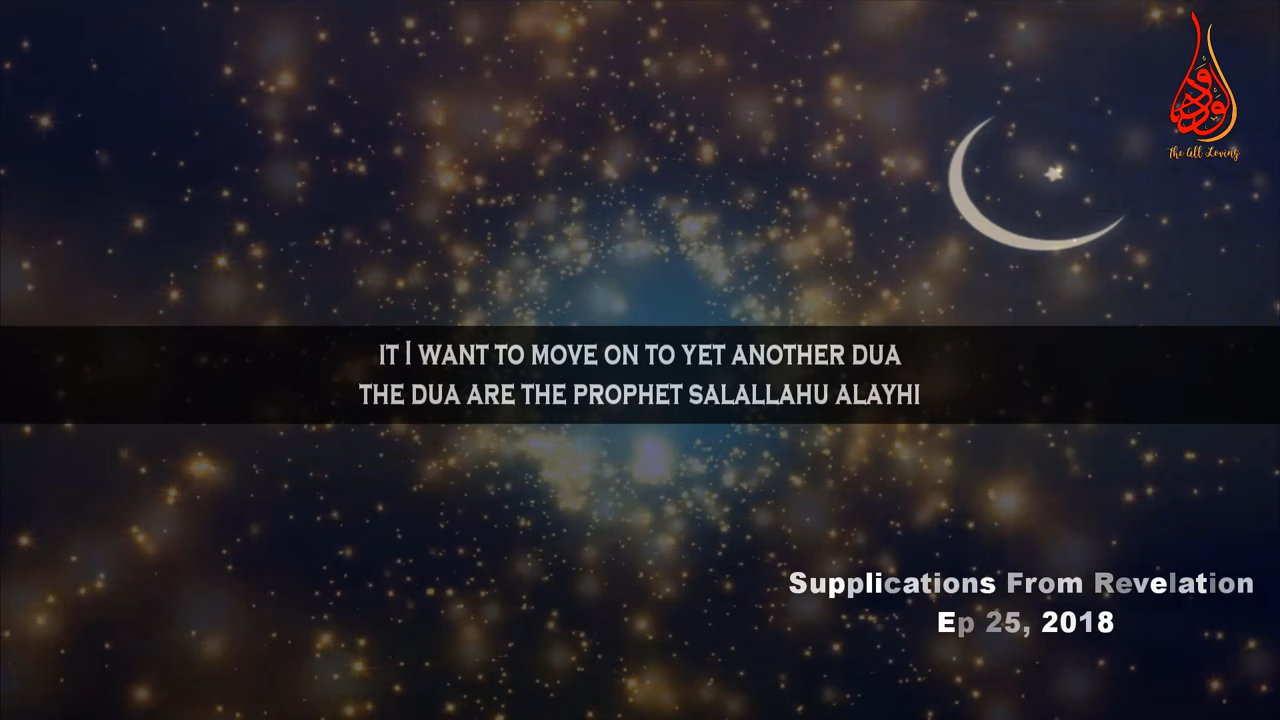 الودود
The All Loving
IT I WANT TO MOVE ON TO YET ANOTHER DUA
THE DUA ARE THE PROPHET SALALLAHU ALAYHI
Supplications From Revelation
Ep 25, 2018